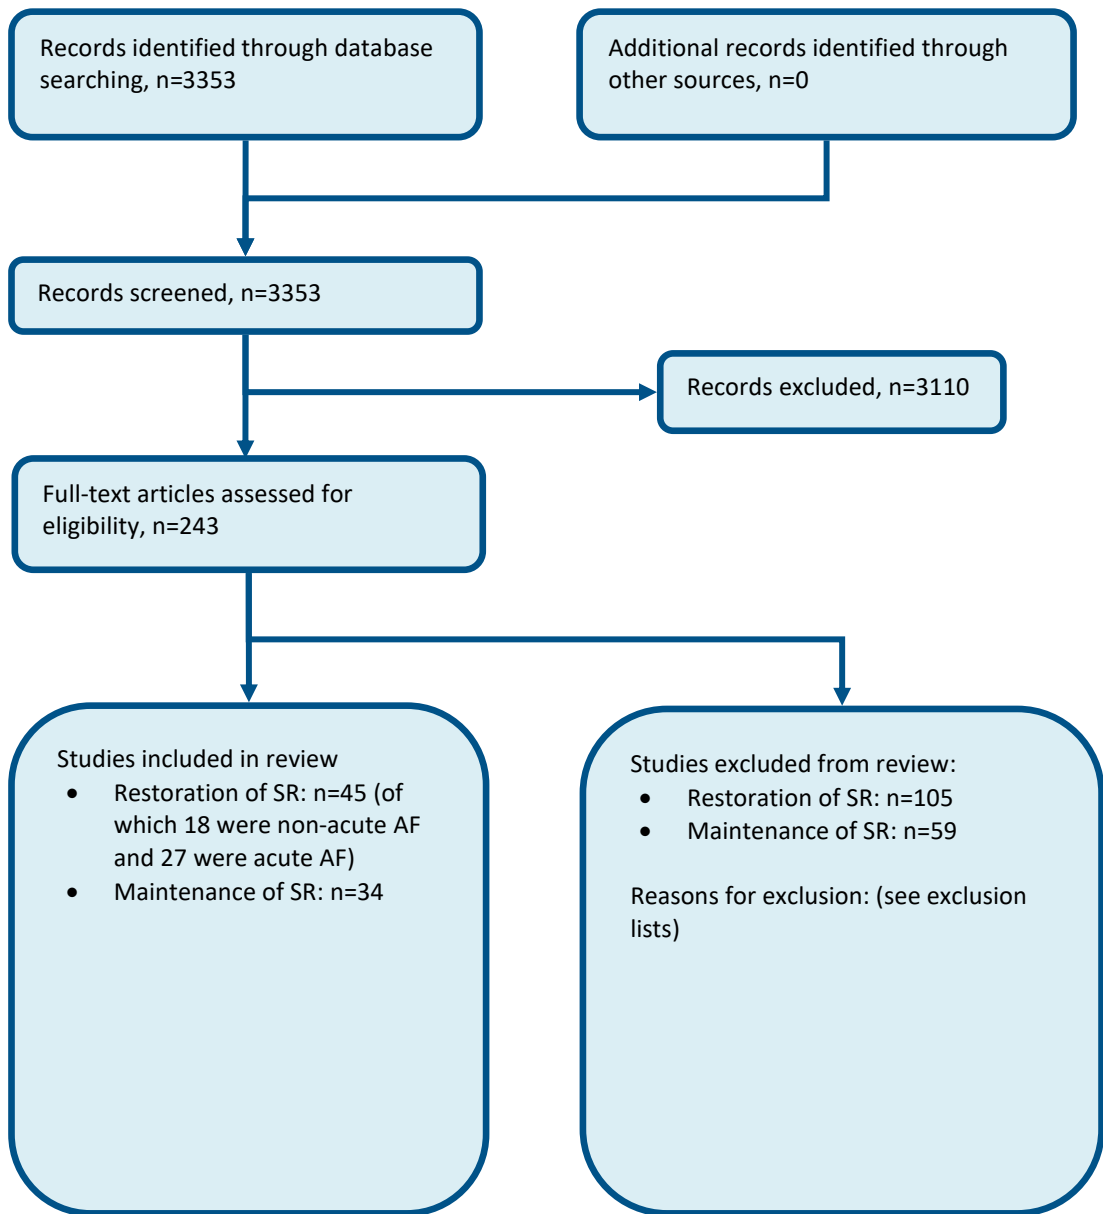 Records identified through database
searching, n=3353
Additional records identified through
other sources, n=0
Records screened, n=3353
Records excluded, n=3110
Full-text articles assessed for
eligibility, n=243
Studies included in review
• Restoration of SR: n=45 (of
which 18 were non-acute AF
and 27 were acute AF)
• Maintenance of SR: n=34
Studies excluded from review:
• Restoration of SR: n=105
• Maintenance of SR: n=59
Reasons for exclusion: (see exclusion
lists)